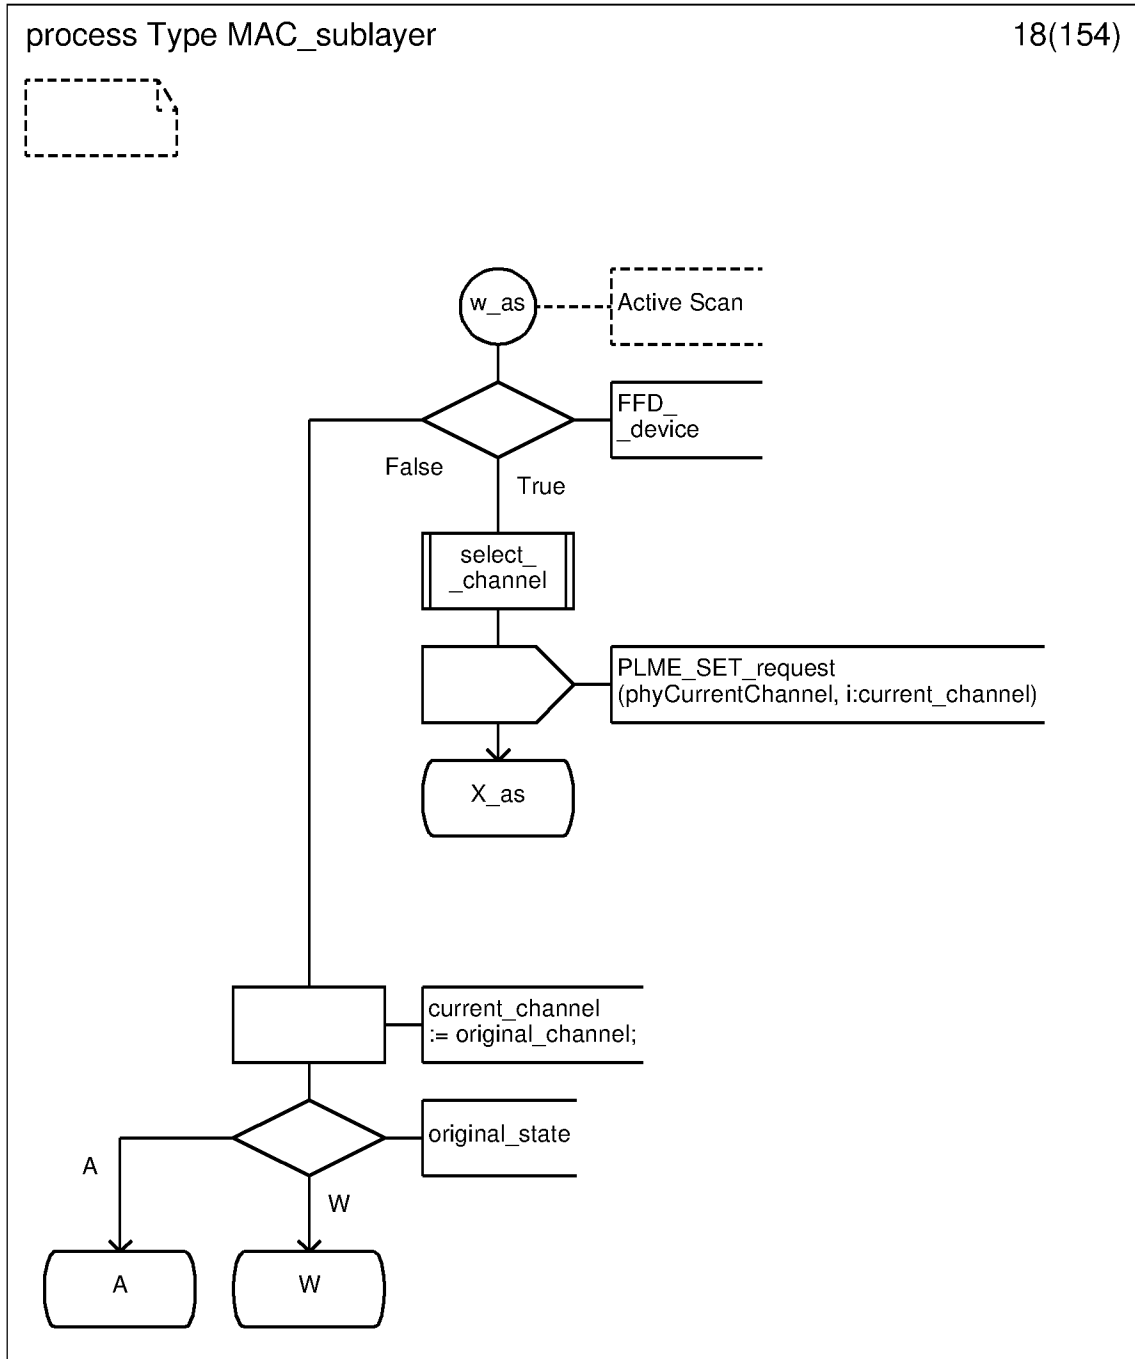 process Type MAC_sublayer
18(154)
w_as
Active Scan
FFD_
_device
False
True
select_
_channel
PLME_SET_request
(phyCurrentChannel, i:current_channel)
X_as
current_channel
:= original_channel;
original_state
A
W
A
W